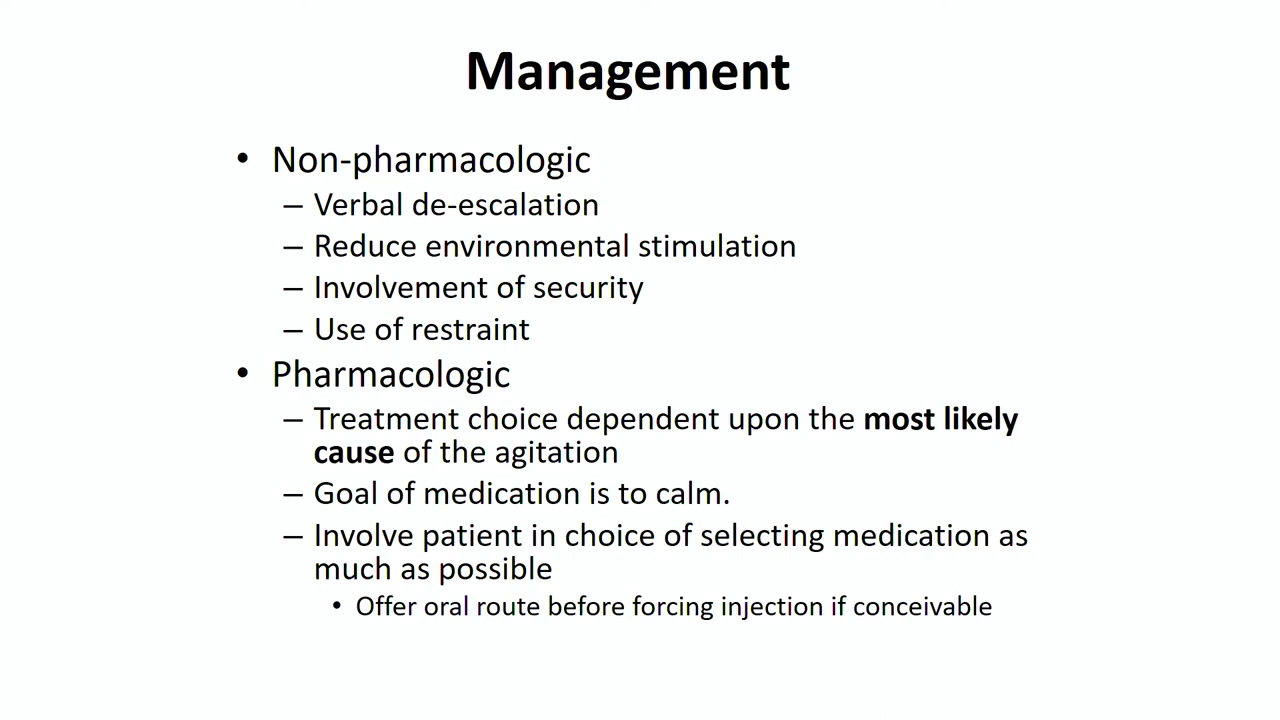 Management
• Non-pharmacologic
– Verbal de-escalation
– Reduce environmental stimulation
– Involvement of security
– Use of restraint
• Pharmacologic
– Treatment choice dependent upon the most likely
cause of the agitation
– Goal of medication is to calm.
– Involve patient in choice of selecting medication as
much as possible
• Offer oral route before forcing injection if conceivable